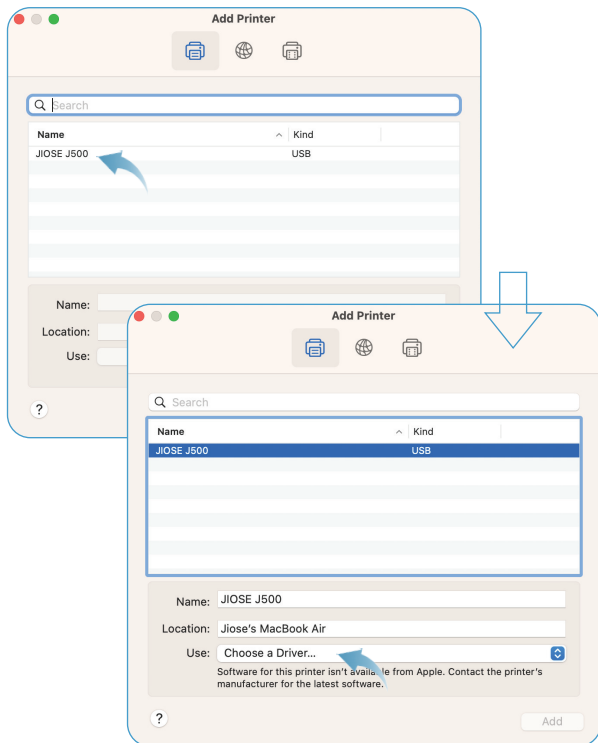 Add Printer
Search
Name Kind
JIOSE J500 USB
Name:
Location:
Use:
?
Add Printer
Search
Name Kind
JIOSE J500 USB
Name: JIOSE J500
Location: Jiose's MacBook Air
Use: Choose a Driver...
Software for this printer isn't available from Apple. Contact the printer's
manufacturer for the latest software.
?
Add